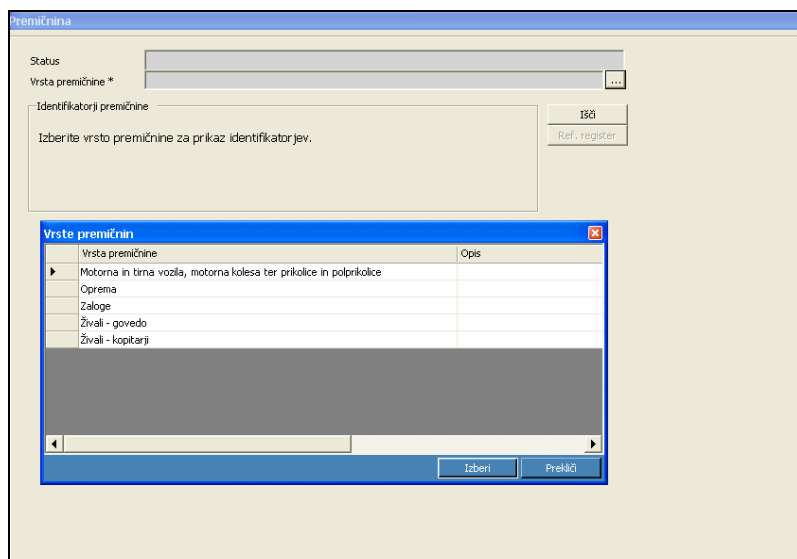 Premičnina
Status
Vrsta premičnine *
...
Identifikatorji premičnine
Išči
Izberite vrsto premičnine za prikaz identifikatorjev.
Ref. register
Vrste premičnin
Vrsta premičnine Opis
Motorna in tirna vozila, motorna kolesa ter prikolice in polprikolice
Oprema
Zaloge
Živali - govedo
Živali - kopitarji
Izberi Prekliči